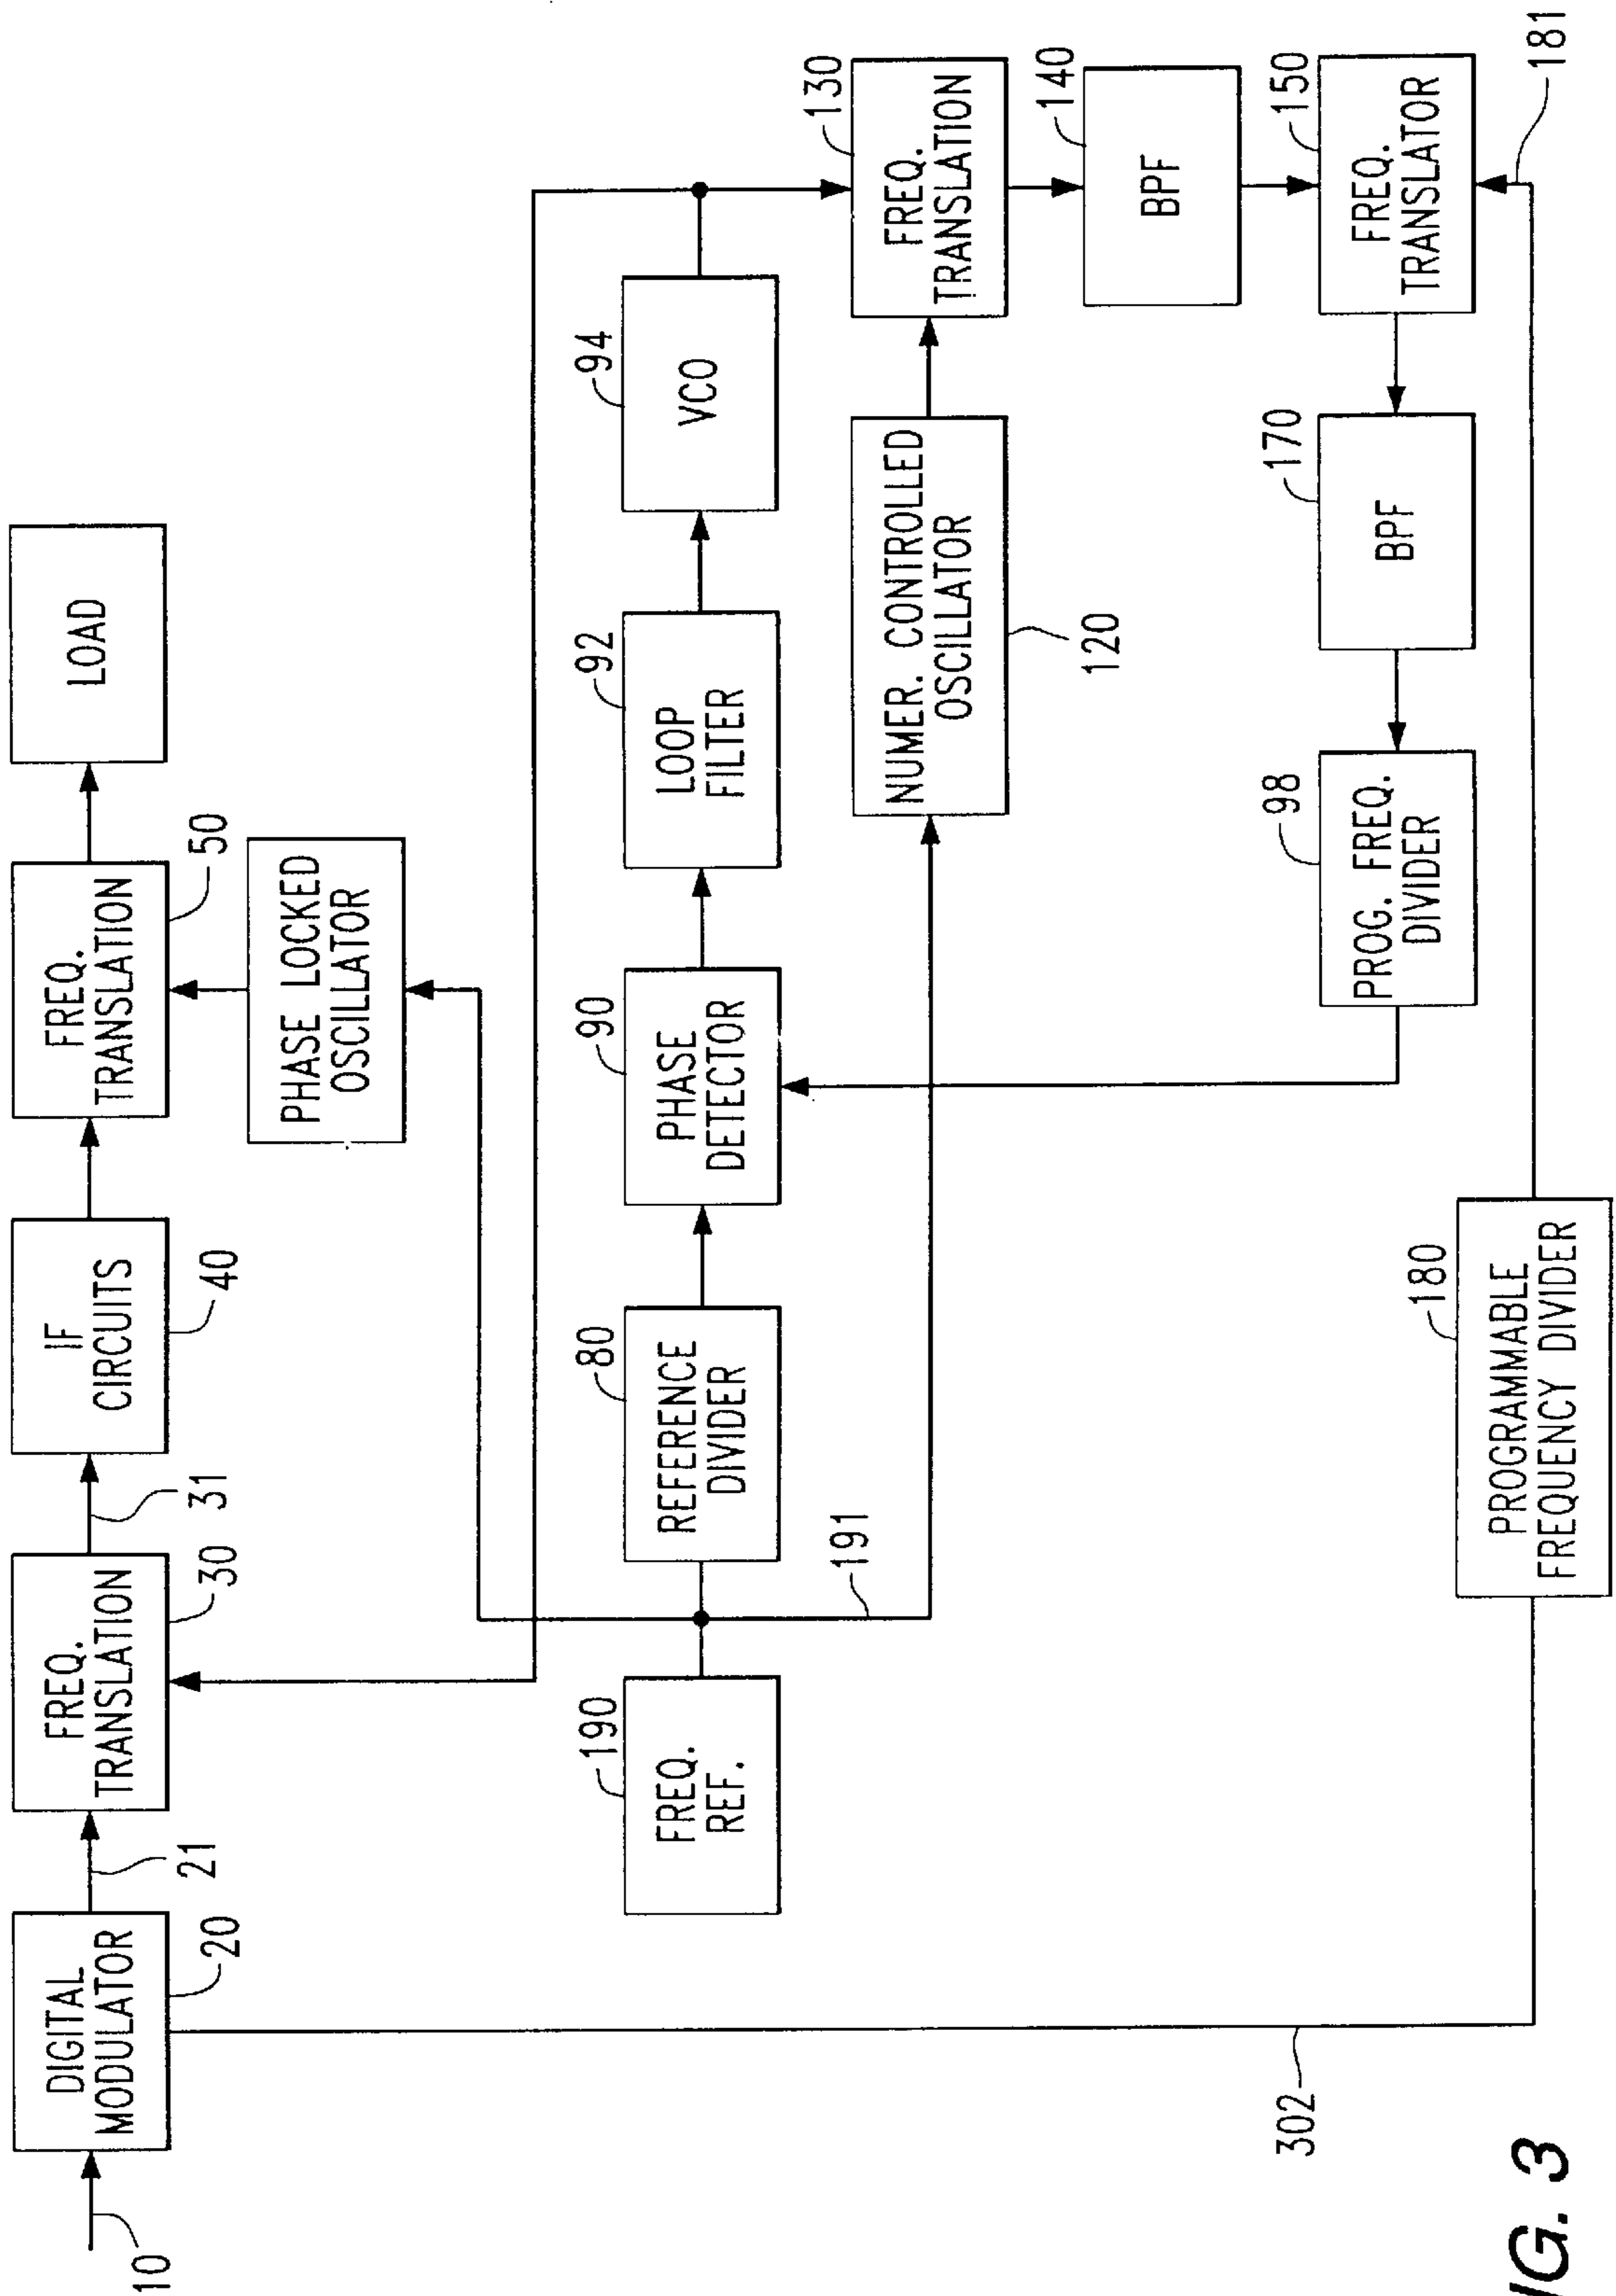 10
DIGITAL
MODULATOR
20
21
FREQ.
TRANSLATION
30
31
IF
CIRCUITS
40
FREQ.
TRANSLATION
50
LOAD
PHASE LOCKED
OSCILLATOR
190
FREQ.
REF.
191
80
REFERENCE
DIVIDER
90
PHASE
DETECTOR
92
LOOP
FILTER
94
VCO
NUMER. CONTROLLED
OSCILLATOR
120
130
FREQ.
TRANSLATION
140
BPF
150
FREQ.
TRANSLATOR
170
BPF
98
PROG. FREQ.
DIVIDER
180
PROGRAMMABLE
FREQUENCY DIVIDER
181
302
IG. 3